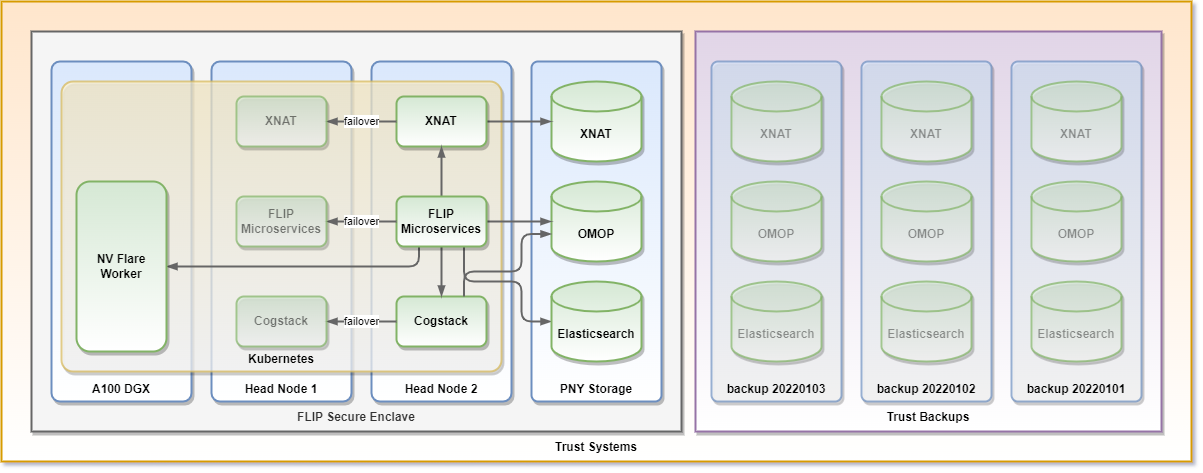 XNAT
failover
XNAT
XNAT
XNAT
XNAT
XNAT
NV Flare
Worker
FLIP
Microservices
failover
FLIP
Microservices
OMOP
OMOP
OMOP
OMOP
Cogstack
failover
Cogstack
Elasticsearch
Elasticsearch
Elasticsearch
Elasticsearch
Kubernetes
A100 DGX
Head Node 1
Head Node 2
PNY Storage
backup 20220103
backup 20220102
backup 20220101
FLIP Secure Enclave
Trust Backups
Trust Systems